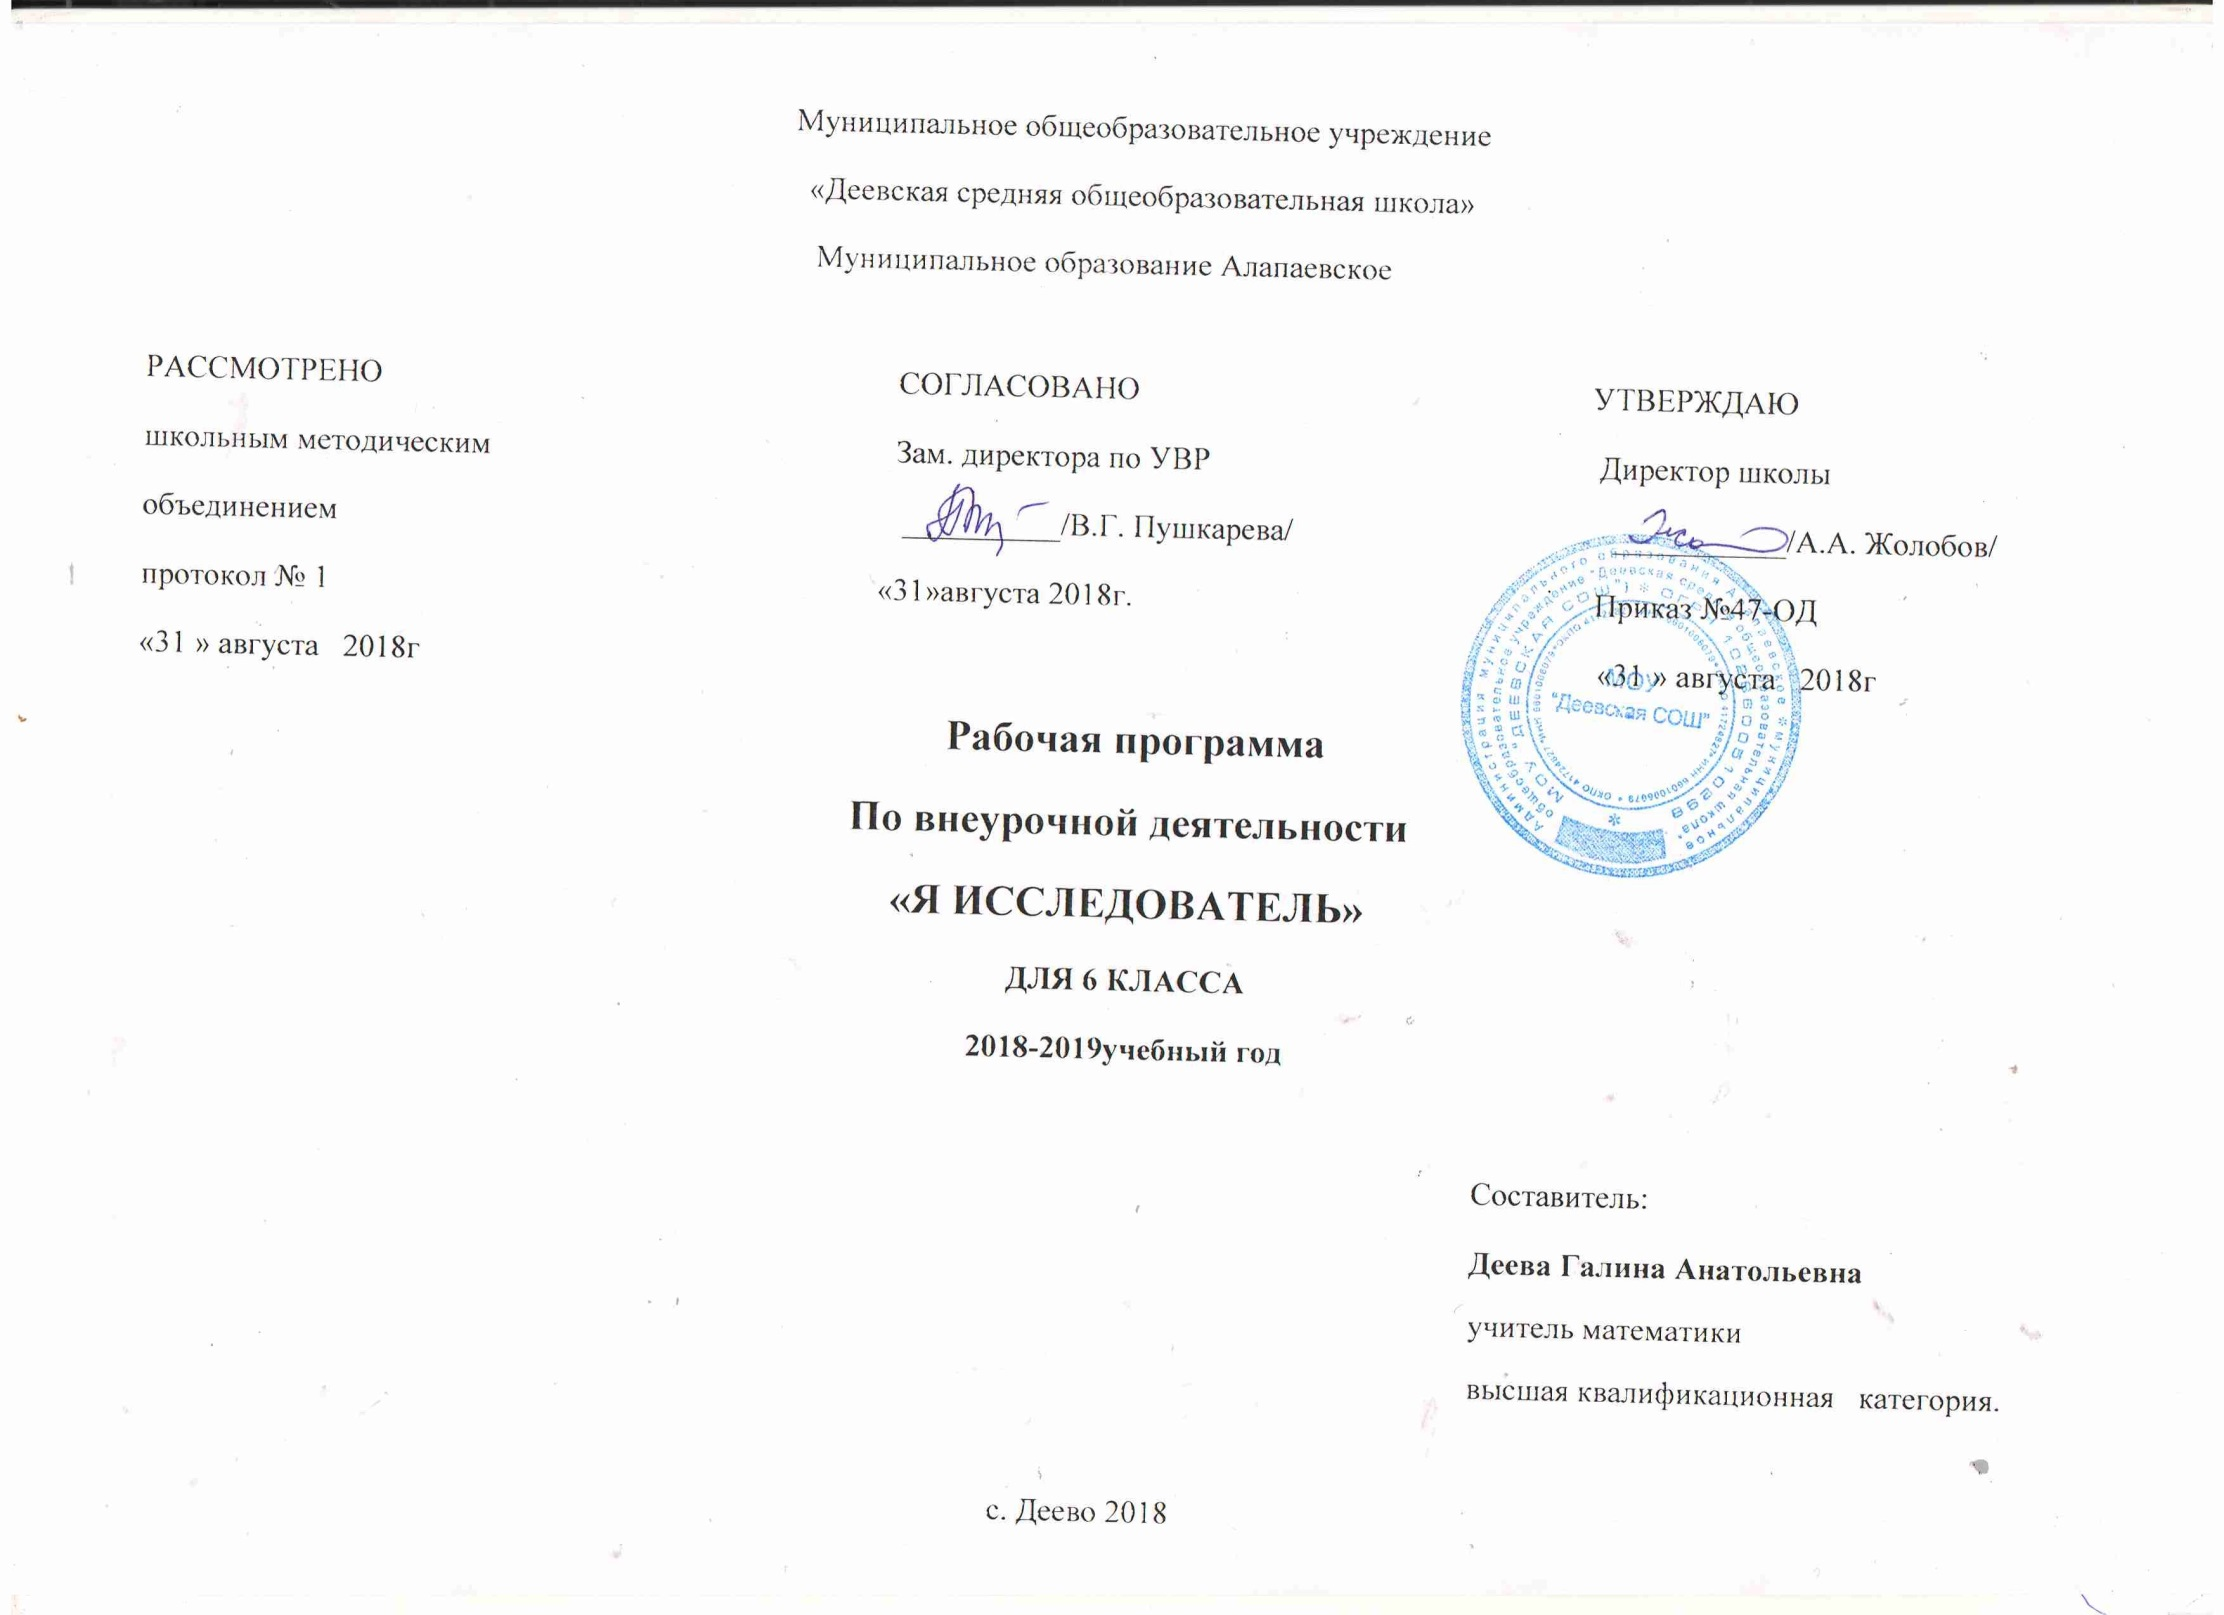 Муниципальное общеобразовательное учреждение
«Деевская средняя общеобразовательная школа»
Муниципальное образование Алапаевское
РАССМОТРЕНО
школьным методическим
объединением
протокол № 1
«31 » августа 2018г
СОГЛАСОВАНО
Зам. директора по УВР
/В.Г. Пушкарева/
«31»августа 2018г.
УТВЕРЖДАЮ
Директор школы
/А.А. Жолобов/
Приказ №47-ОД
«31 » августа 2018г
МОУ
"Деевская СОШ"
Рабочая программа
По внеурочной деятельности
«Я ИССЛЕДОВАТЕЛЬ»
ДЛЯ 6 КЛАССА
2018-2019учебный год
Составитель:
Деева Галина Анатольевна
учитель математики
высшая квалификационная категория.
с. Деево 2018